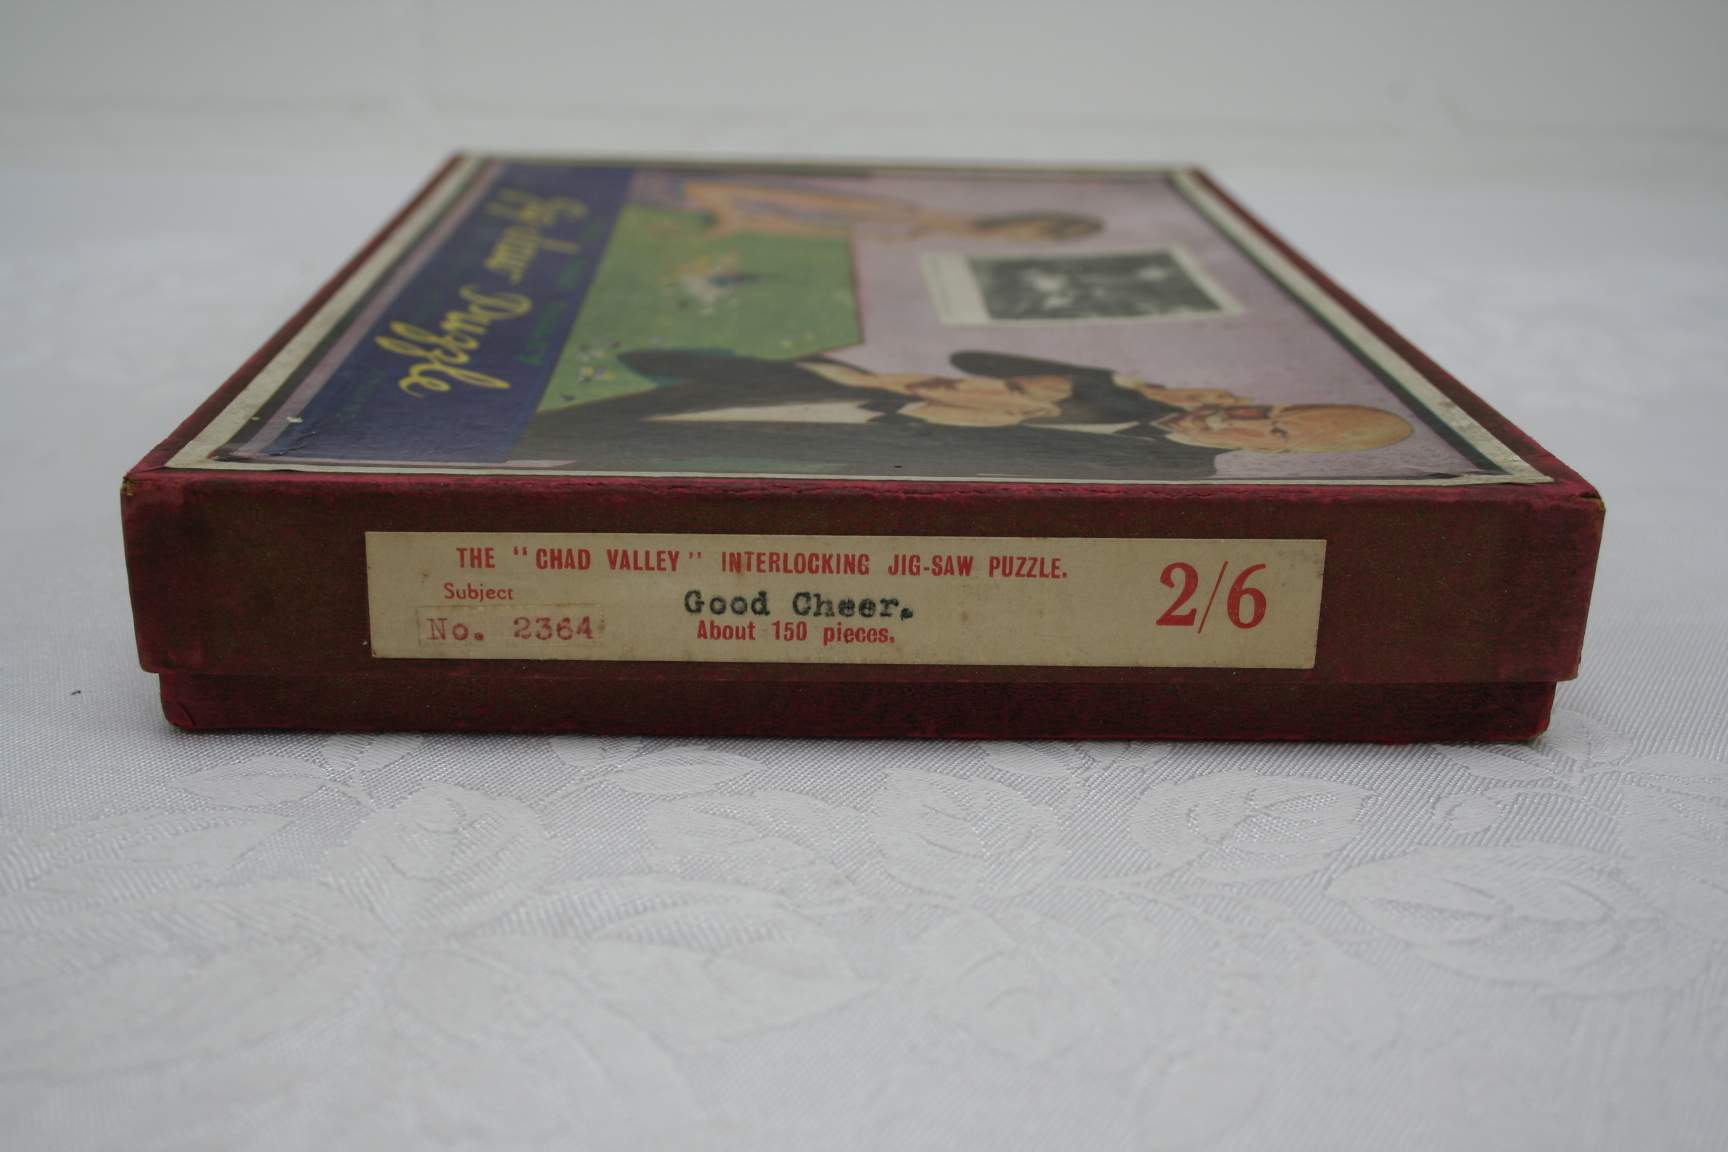 THE "CHAD VALLEY" INTERLOCKING JIG-SAW PUZZLE.
Subject
Good Cheer.
No. 2364
About 150 pieces.
2/6
Puzzle